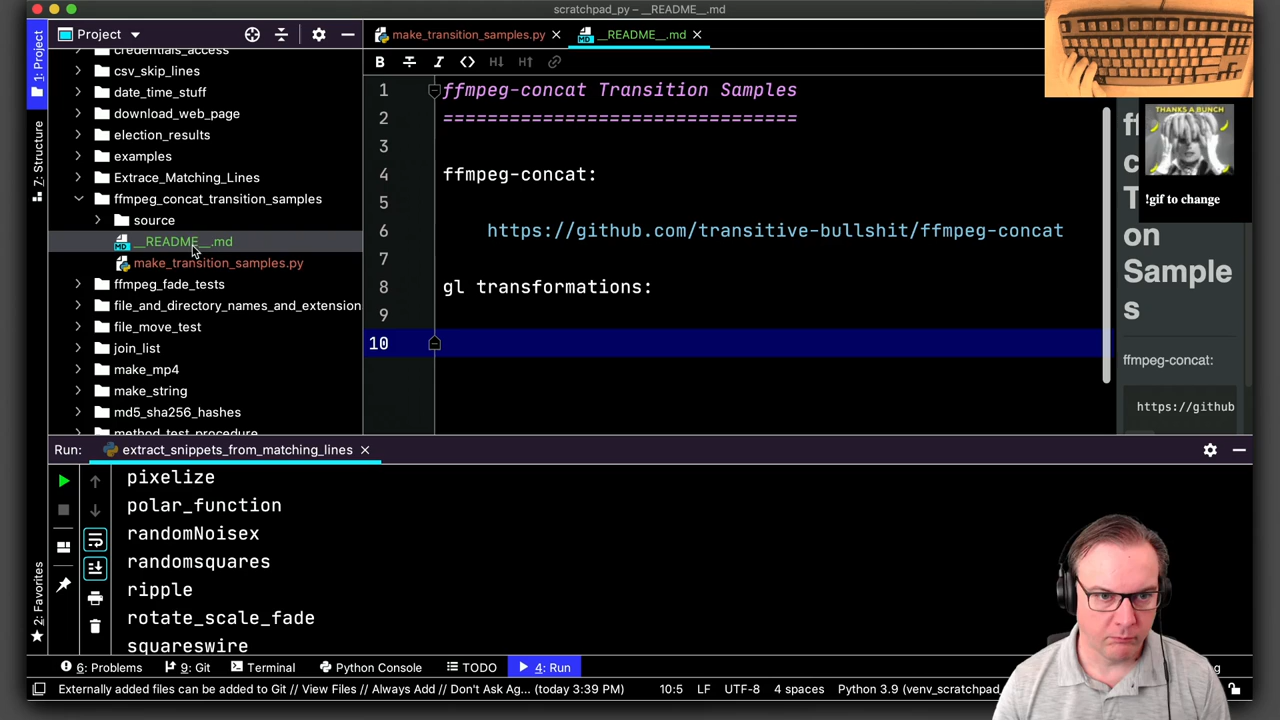 scratchpad_py – __README__.md
Project
make_transition_samples.py
__README__.md
1: Project
7: Structure
2: Favorites
credentials_access
csv_skip_lines
date_time_stuff
download_web_page
election_results
examples
Extrace_Matching_Lines
ffmpeg_concat_transition_samples
source
__README__.md
make_transition_samples.py
ffmpeg_fade_tests
file_and_directory_names_and_extension
file_move_test
join_list
make_mp4
make_string
md5_sha256_hashes
method_test_procedure
B I H↓ H↑
1 ffmpeg-concat Transition Samples
2 ================================
3
4 ffmpeg-concat:
5
6 https://github.com/transitive-bullshit/ffmpeg-concat
7
8 gl transformations:
9
10
THANKS A BUNCH
!gif to change
on
Sample
s
ffmpeg-concat:
https://github
Run: extract_snippets_from_matching_lines
pixelize
polar_function
randomNoisex
randomsquares
ripple
rotate_scale_fade
squareswire
6: Problems 9: Git Terminal Python Console TODO 4: Run
Externally added files can be added to Git // View Files // Always Add // Don't Ask Ag... (today 3:39 PM) 10:5 LF UTF-8 4 spaces Python 3.9 (venv_scratchpad_